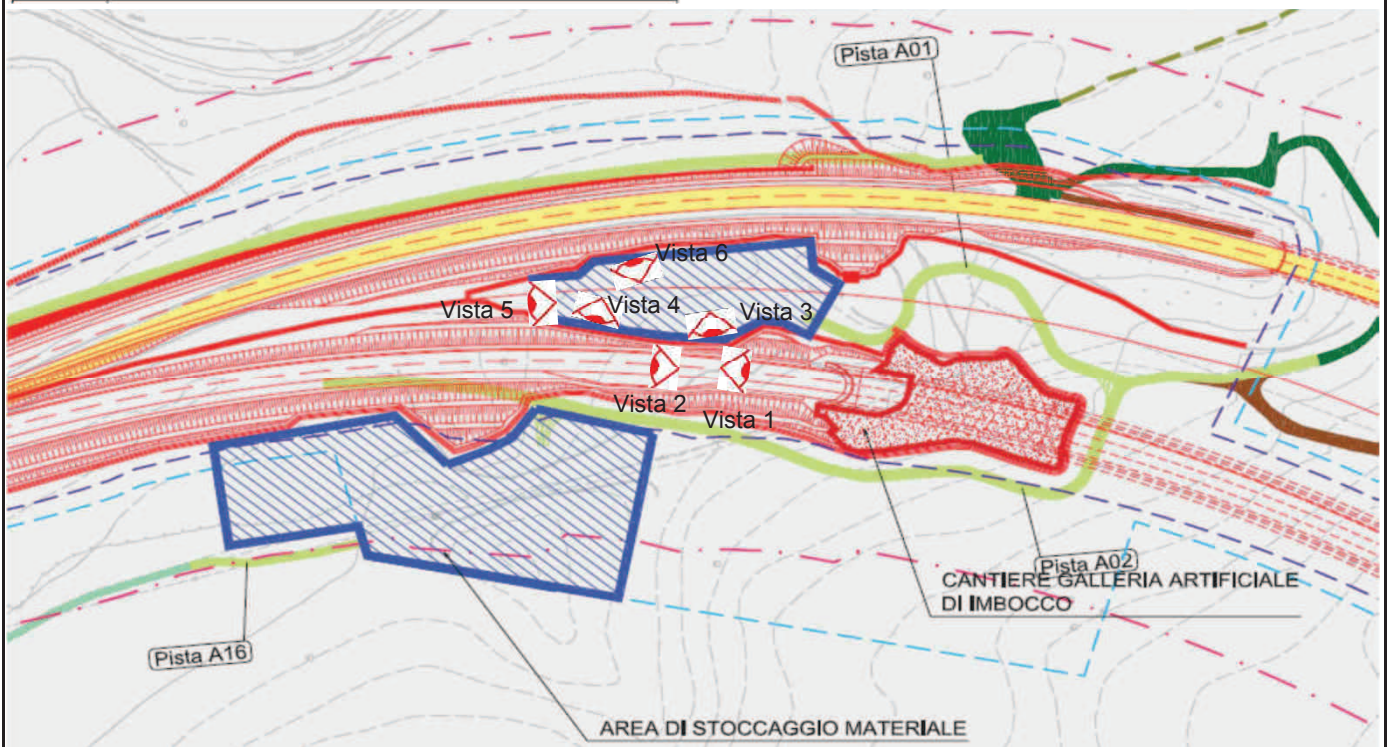 Pista A01
Vista 6
Vista 5
Vista 4
Vista 3
Vista 2
Vista 1
Pista A02
CANTIERE GALLERIA ARTIFICIALE
DI IMBOCCO
Pista A16
AREA DI STOCCAGGIO MATERIALE